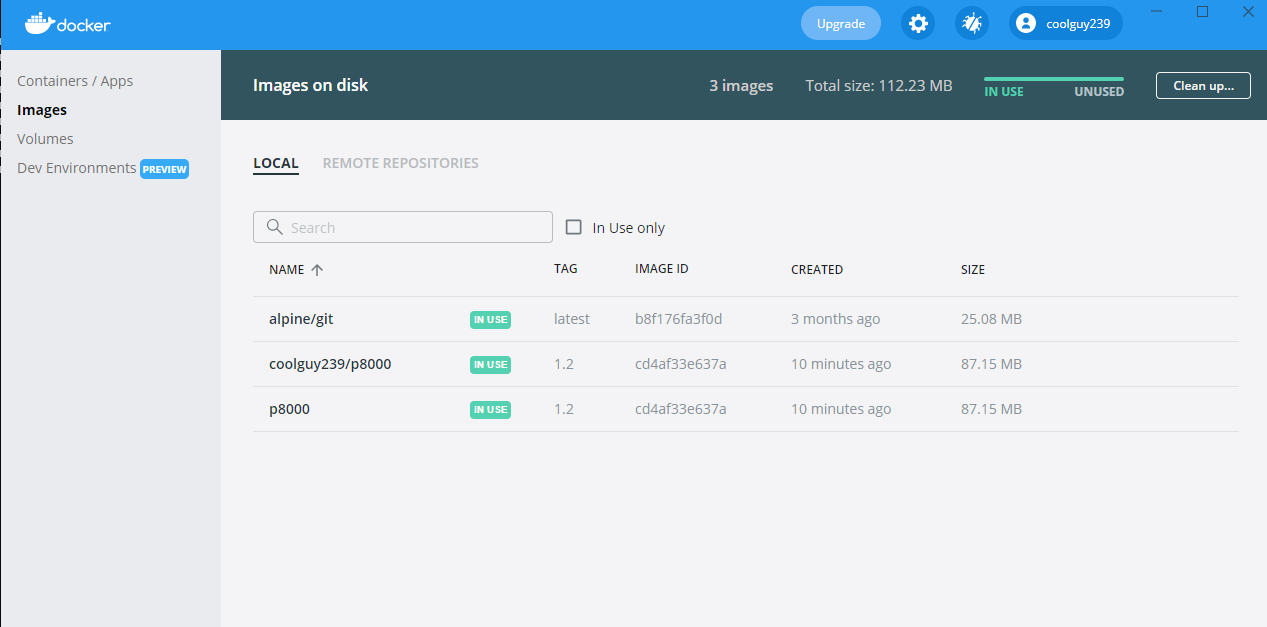 docker Upgrade coolguy239
Containers / Apps
Images
Volumes
Dev Environments PREVIEW
Images on disk 3 images Total size: 112.23 MB IN USE UNUSED Clean up...
LOCAL REMOTE REPOSITORIES
Search In Use only
NAME TAG IMAGE ID CREATED SIZE
alpine/git IN USE latest b8f176fa3f0d 3 months ago 25.08 MB
coolguy239/p8000 IN USE 1.2 cd4af33e637a 10 minutes ago 87.15 MB
p8000 IN USE 1.2 cd4af33e637a 10 minutes ago 87.15 MB